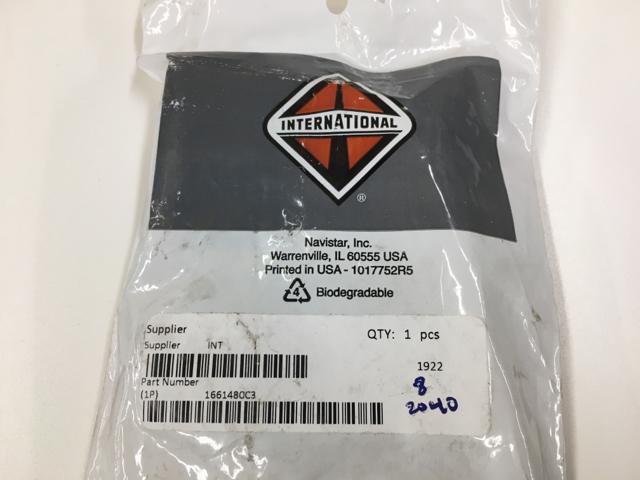 INTERNATIONAL
®
Navistar, Inc.
Warrenville, IL 60555 USA
Printed in USA - 1017752R5
4 Biodegradable
Supplier QTY: 1 pcs
Supplier INT
1922
Part Number 8
(1P) 1661480C3 2040